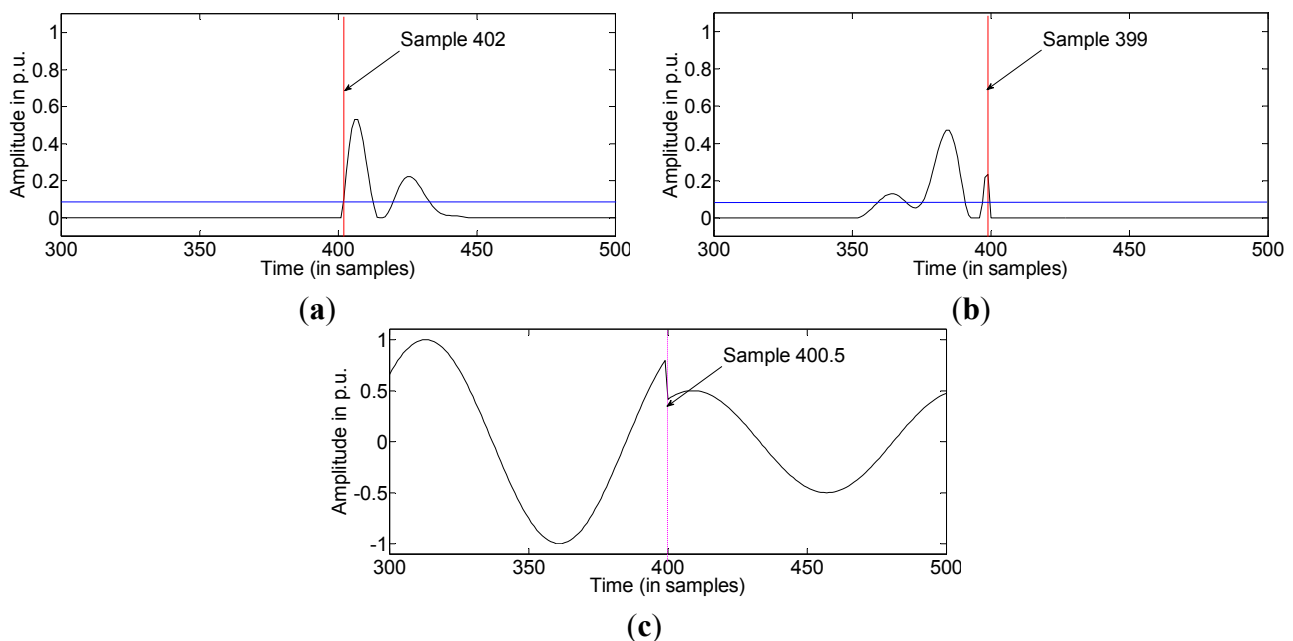 Amplitude in p.u.
1
0.8
0.6
0.4
0.2
0
Sample 402
300 350 400 450 500
Time (in samples)
(a)
Amplitude in p.u.
1
0.8
0.6
0.4
0.2
0
Sample 399
300 350 400 450 500
Time (in samples)
(b)
Amplitude in p.u.
1
0.5
0
-0.5
-1
Sample 400.5
300 350 400 450 500
Time (in samples)
(c)